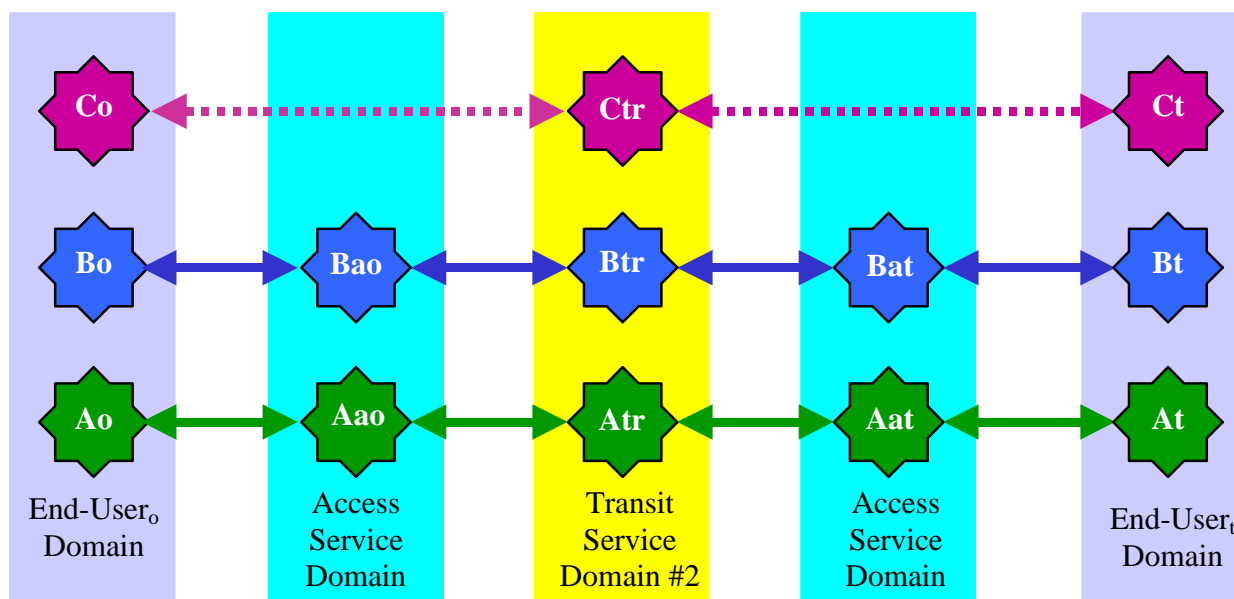 Co Ctr Ct
Bo Bao Btr Bat Bt
Ao Aao Atr Aat At
End-Userₒ
Domain
Access
Service
Domain
Transit
Service
Domain #2
Access
Service
Domain
End-Userₜ
Domain